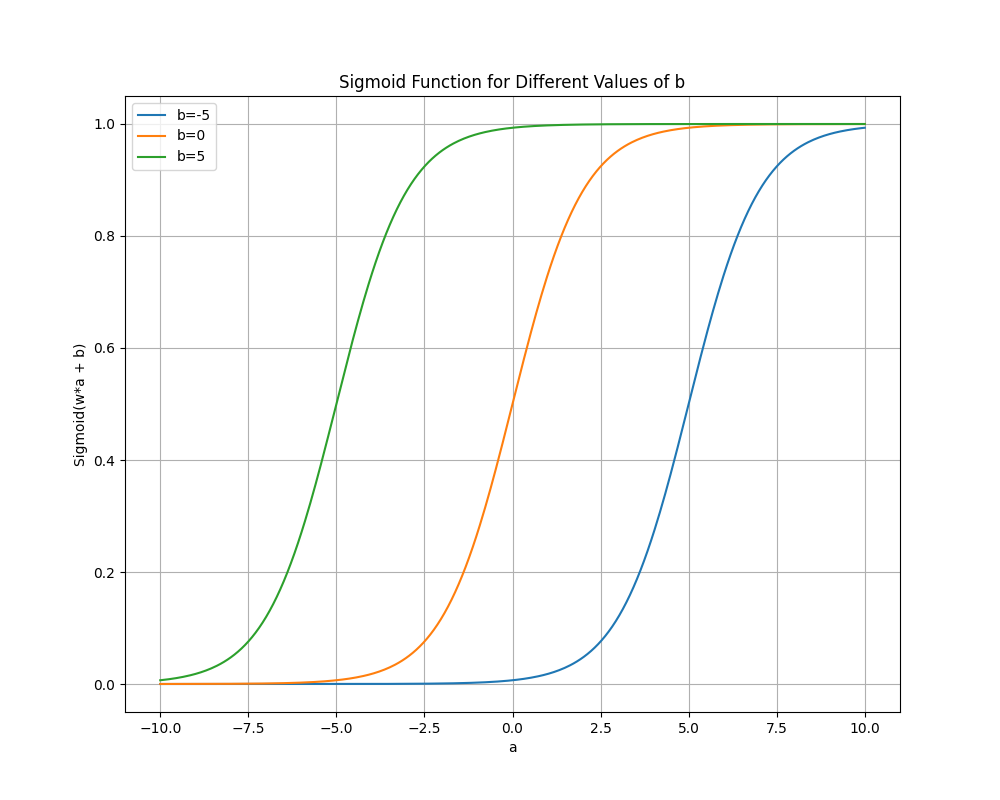 Sigmoid Function for Different Values of b
b=-5
b=0
b=5
1.0
0.8
0.6
0.4
0.2
0.0
Sigmoid(w*a + b)
−10.0 −7.5 −5.0 −2.5 0.0 2.5 5.0 7.5 10.0
a